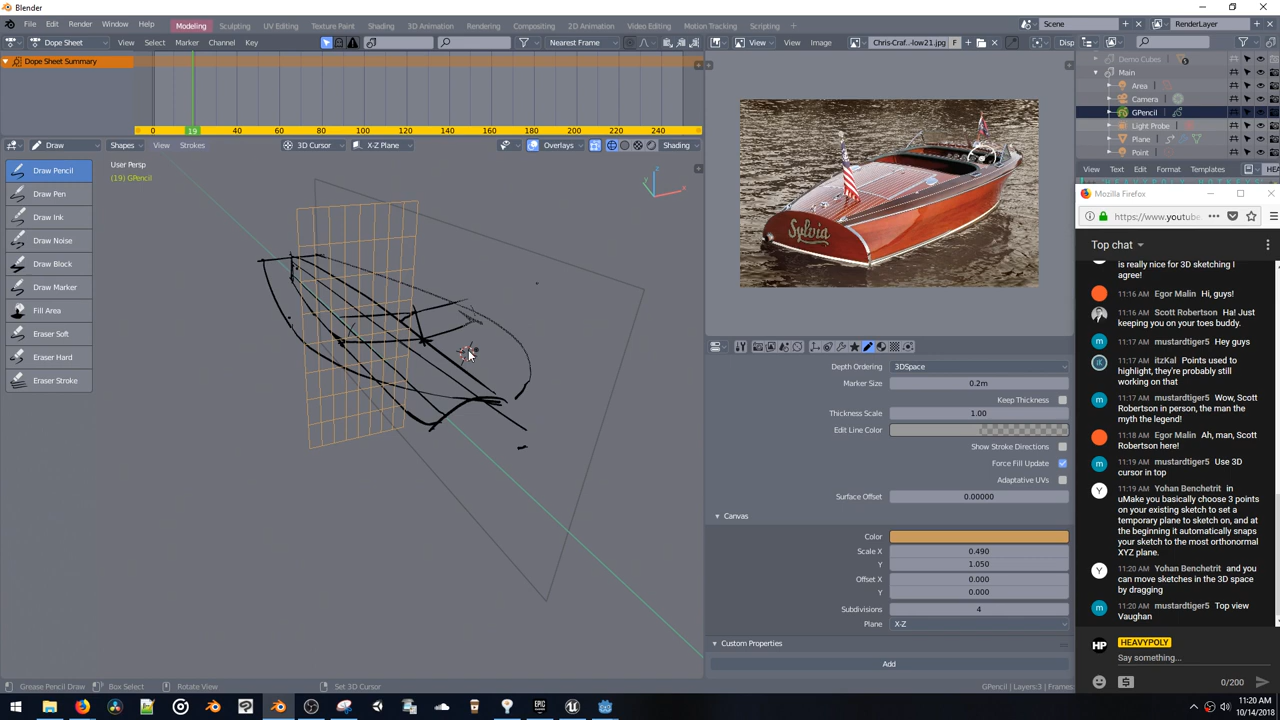 Blender
File Edit Render Window Help Modeling Sculpting UV Editing Texture Paint Shading 3D Animation Rendering Compositing 2D Animation Video Editing Motion Tracking Scripting Scene RenderLayer
Dope Sheet View Select Marker Channel Key Nearest Frame View Image Chris-Craf...-low21.jpg F Disp
Dope Sheet Summary
0 19 40 60 80 100 120 140 160 180 200 220 240
Draw Shapes View Strokes 3D Cursor X-Z Plane Overlays Shading
User Persp
(19) GPencil
Draw Pencil
Draw Pen
Draw Ink
Draw Noise
Draw Block
Draw Marker
Fill Area
Eraser Soft
Eraser Hard
Eraser Stroke
z
x
y
Sylvia
Depth Ordering 3DSpace
Marker Size 0.2m
Keep Thickness
Thickness Scale 1.00
Edit Line Color
Show Stroke Directions
Force Fill Update
Adaptative UVs
Surface Offset 0.00000
Canvas
Color
Scale X 0.490
Y 1.050
Offset X 0.000
Y 0.000
Subdivisions 4
Plane X-Z
Custom Properties
Add
Demo Cubes 5
Main
Area
Camera
GPencil
Light Probe
Plane
Point
View Text Edit Format Templates
Mozilla Firefox
https://www.youtube
Top chat
is really nice for 3D sketching I
agree!
11:16 AM Egor Malin Hi, guys!
11:16 AM Scott Robertson Ha! Just
keeping you on your toes buddy.
11:17 AM mustardtiger5 Hey guys
11:17 AM itzKal Points used to
highlight, they're probably still
working on that
11:17 AM mustardtiger5 Wow, Scott
Robertson in person, the man the
myth the legend!
11:18 AM Egor Malin Ah, man, Scott
Robertson here!
11:19 AM mustardtiger5 Use 3D
cursor in top
11:19 AM Yohan Benchetrit in
uMake you basically choose 3 points
on your existing sketch to set a
temporary plane to sketch on, and at
the beginning it automatically snaps
your sketch to the most orthonormal
XYZ plane.
11:20 AM Yohan Benchetrit and you
can move sketches in the 3D space
by dragging
11:20 AM mustardtiger5 Top view
Vaughan
HP HEAVYPOLY
Say something...
0/200
Grease Pencil Draw Box Select Rotate View Set 3D Cursor GPencil | Layers:3 | Frames:
11:20 AM
10/14/2018